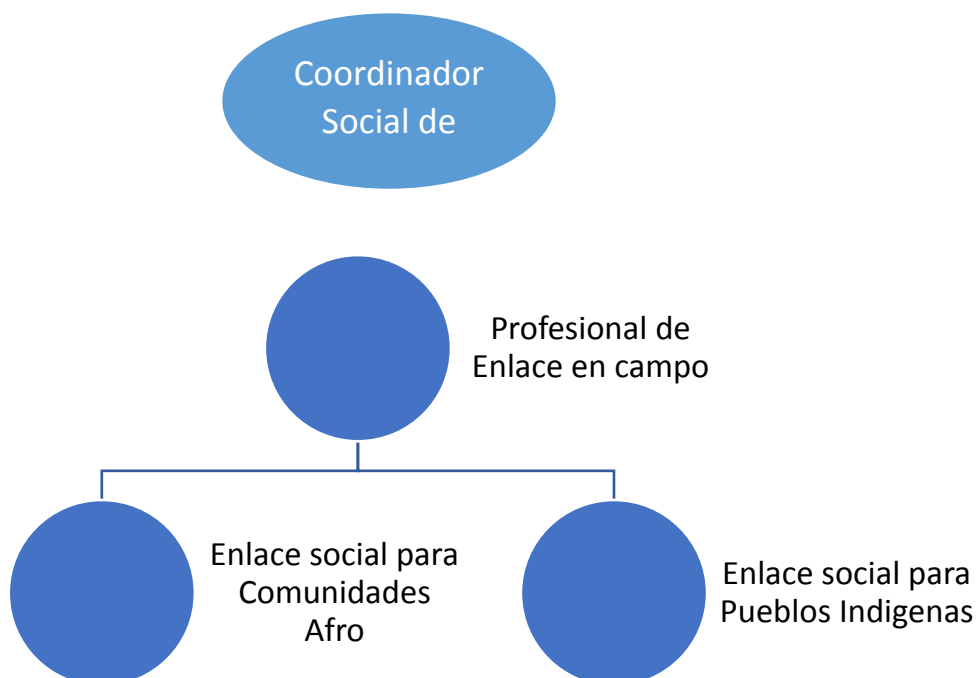 Coordinador
Social de
Profesional de
Enlace en campo
Enlace social para
Comunidades
Afro
Enlace social para
Pueblos Indigenas